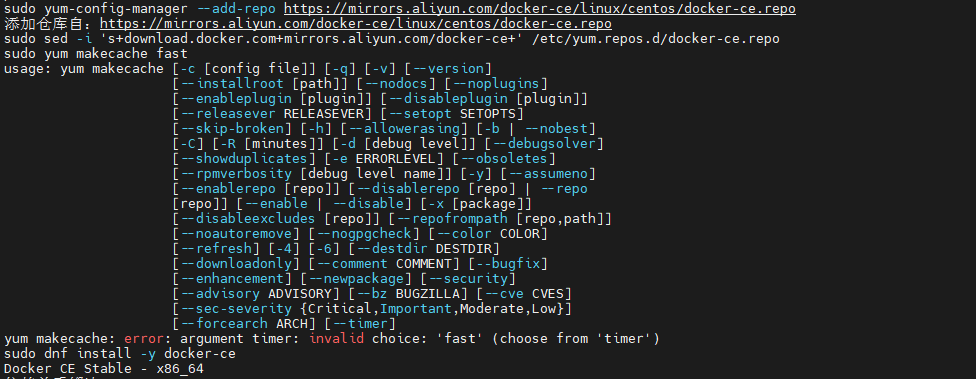 sudo yum-config-manager --add-repo https://mirrors.aliyun.com/docker-ce/linux/centos/docker-ce.repo
添加仓库自：https://mirrors.aliyun.com/docker-ce/linux/centos/docker-ce.repo
sudo sed -i 's+download.docker.com+mirrors.aliyun.com/docker-ce+' /etc/yum.repos.d/docker-ce.repo
sudo yum makecache fast
usage: yum makecache [-c [config file]] [-q] [-v] [--version]
[--installroot [path]] [--nodocs] [--noplugins]
[--enableplugin [plugin]] [--disableplugin [plugin]]
[--releasever RELEASEVER] [--setopt SETOPTS]
[--skip-broken] [-h] [--allowerasing] [-b | --nobest]
[-C] [-R [minutes]] [-d [debug level]] [--debugsolver]
[--showduplicates] [-e ERRORLEVEL] [--obsoletes]
[--rpmverbosity [debug level name]] [-y] [--assumeno]
[--enablerepo [repo]] [--disablerepo [repo] | --repo
[repo]] [--enable | --disable] [-x [package]]
[--disableexcludes [repo]] [--repofrompath [repo,path]]
[--noautoremove] [--nogpgcheck] [--color COLOR]
[--refresh] [-4] [-6] [--destdir DESTDIR]
[--downloadonly] [--comment COMMENT] [--bugfix]
[--enhancement] [--newpackage] [--security]
[--advisory ADVISORY] [--bz BUGZILLA] [--cve CVES]
[--sec-severity {Critical,Important,Moderate,Low}]
[--forcearch ARCH] [--timer]
yum makecache: error: argument timer: invalid choice: 'fast' (choose from 'timer')
sudo dnf install -y docker-ce
Docker CE Stable - x86_64